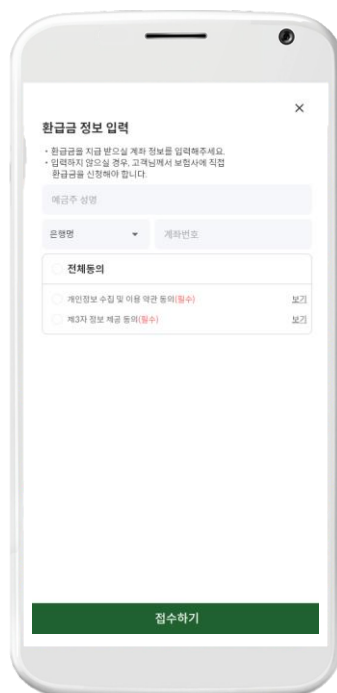 ×
환급금 정보 입력
- 환급금을 지급 받으실 계좌 정보를 입력해주세요.
- 입력하지 않으실 경우, 고객님께서 보험사에 직접
환급금을 신청해야 합니다.
예금주 성명
은행명 계좌번호
전체동의
개인정보 수집 및 이용 약관 동의(필수) 보기
제3자 정보 제공 동의(필수) 보기
접수하기